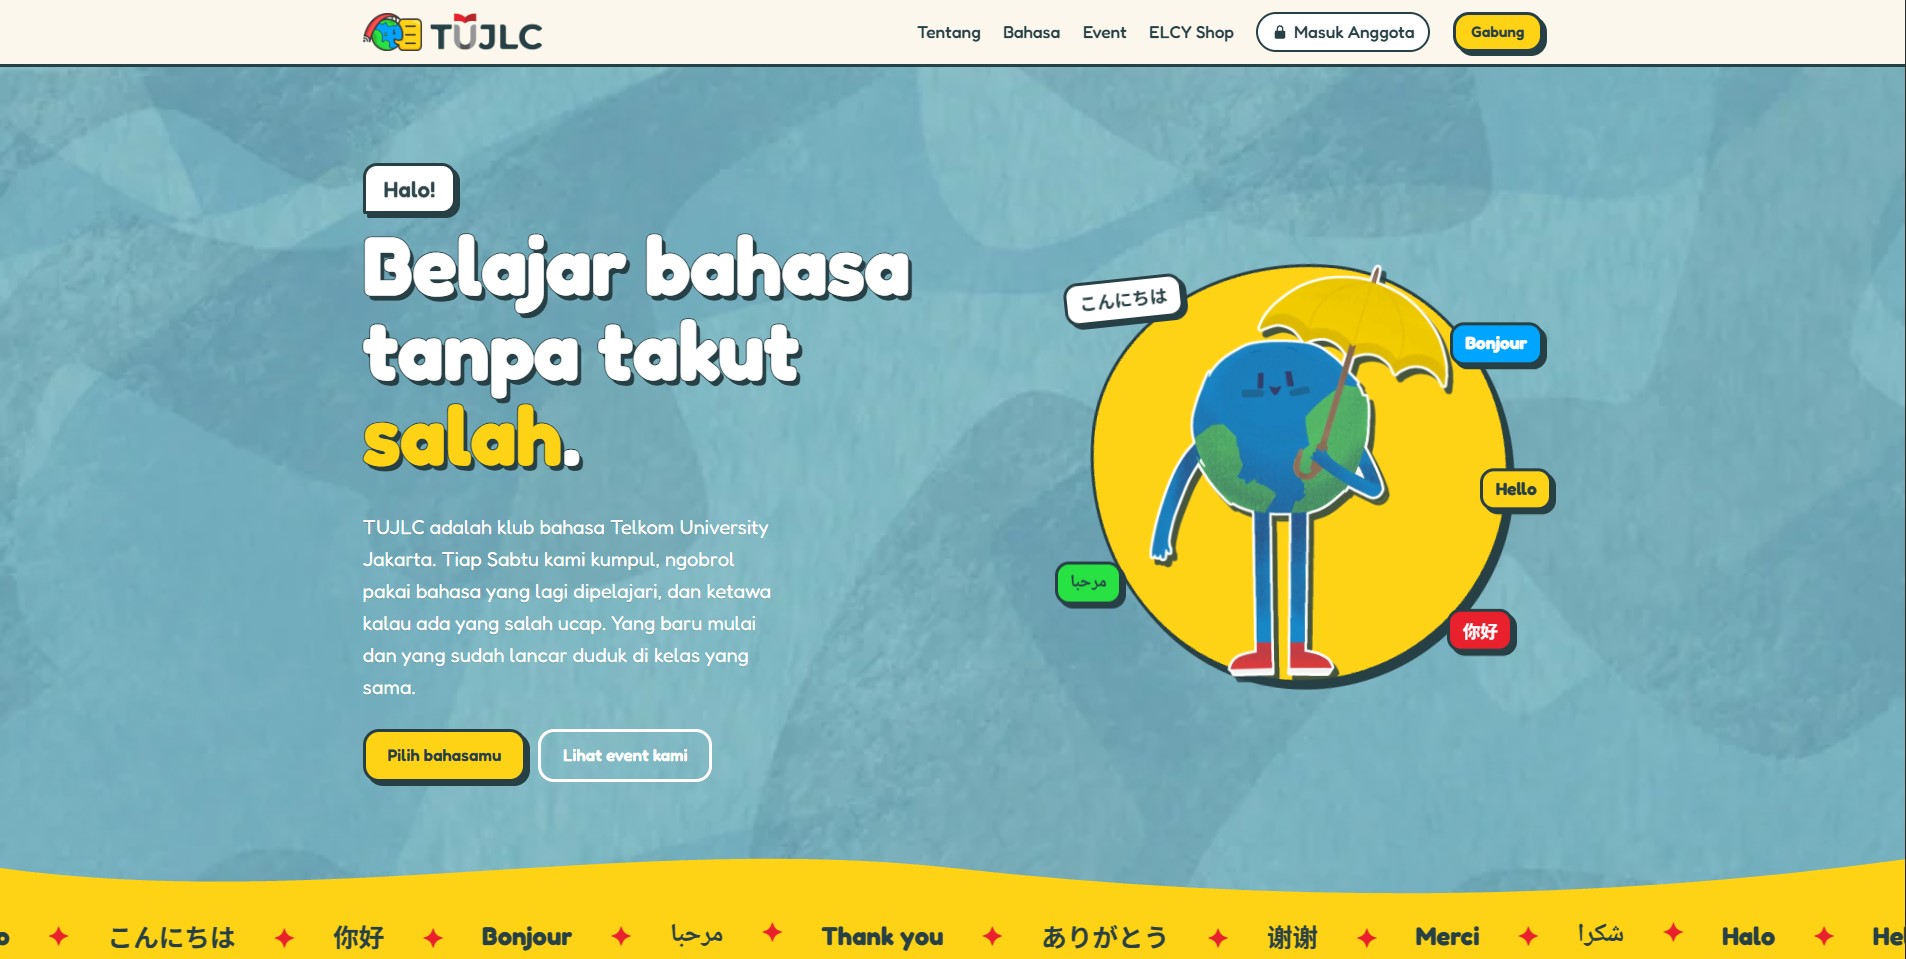 TUJLC
Tentang
Bahasa
Event
ELCY Shop
Masuk Anggota
Gabung
Halo!
Belajar bahasa
tanpa takut
salah.
TUJLC adalah klub bahasa Telkom University
Jakarta. Tiap Sabtu kami kumpul, ngobrol
pakai bahasa yang lagi dipelajari, dan ketawa
kalau ada yang salah ucap. Yang baru mulai
dan yang sudah lancar duduk di kelas yang
sama.
Pilih bahasamu
Lihat event kami
こんにちは
Bonjour
Hello
مرحبا
你好
こんにちは ✦ 你好 ✦ Bonjour ✦ مرحبا ✦ Thank you ✦ ありがとう ✦ 谢谢 ✦ Merci ✦ شكرا ✦ Halo